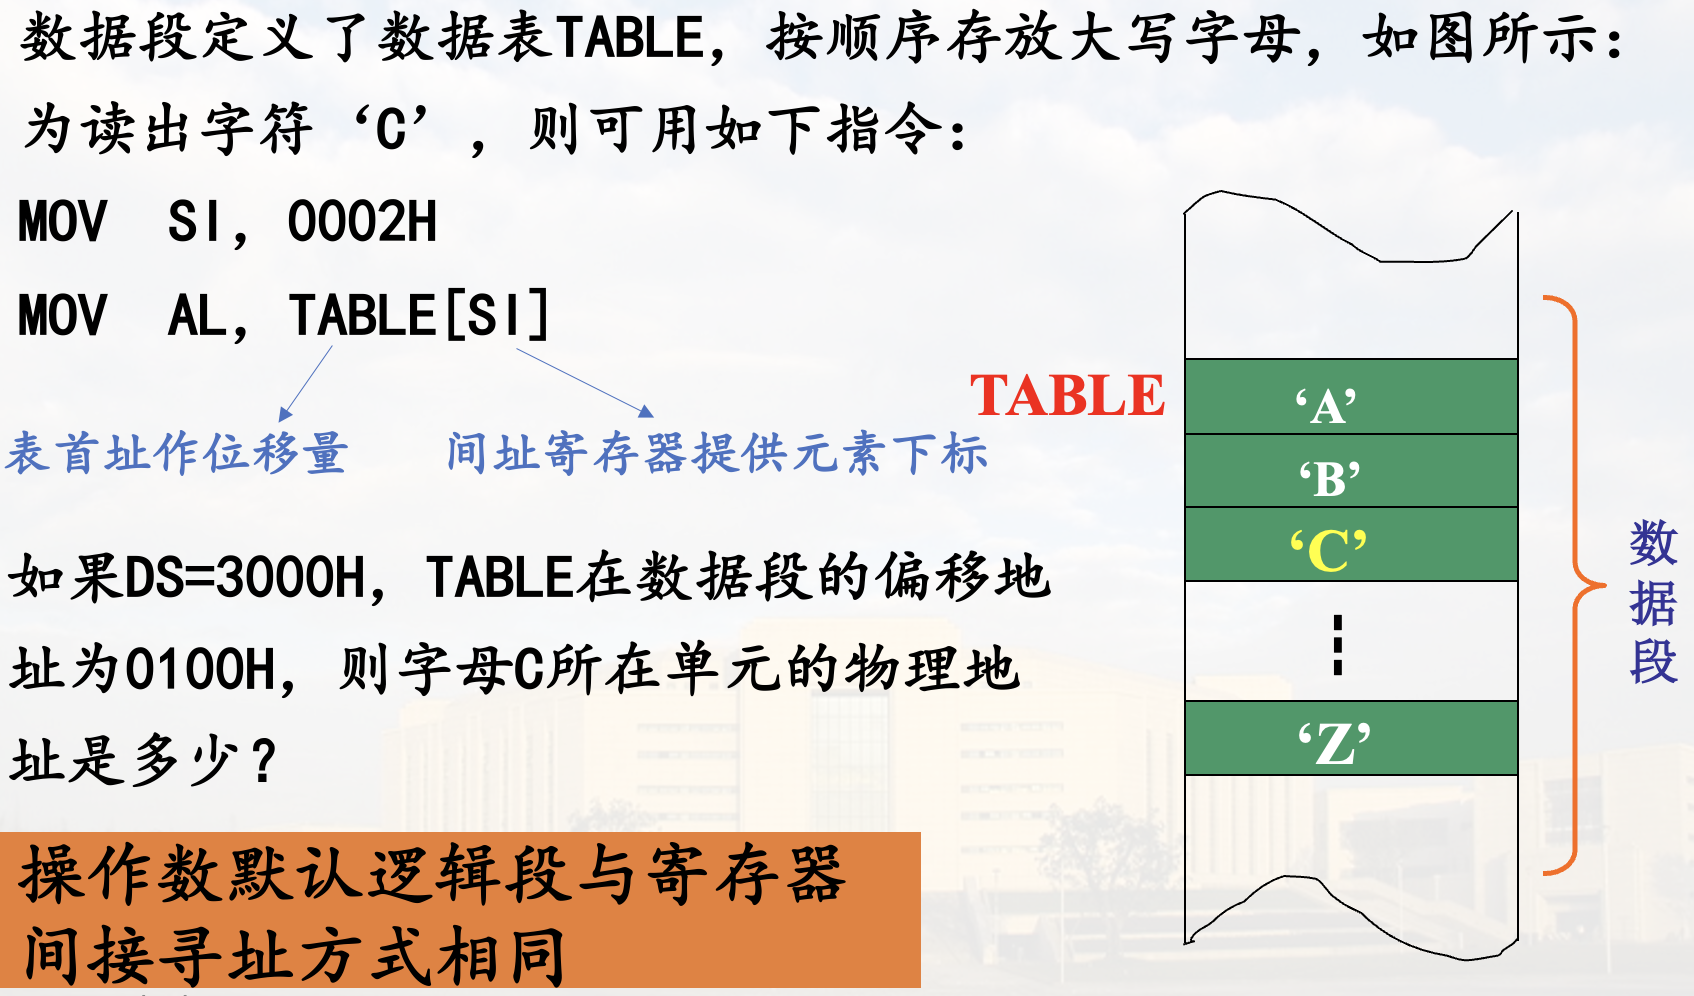 数据段定义了数据表TABLE，按顺序存放大写字母，如图所示：
为读出字符‘C’，则可用如下指令：
MOV SI，0002H
MOV AL，TABLE[SI]
表首址作位移量
间址寄存器提供元素下标
如果DS=3000H，TABLE在数据段的偏移地
址为0100H，则字母C所在单元的物理地
址是多少？
操作数默认逻辑段与寄存器
间接寻址方式相同
TABLE
‘A’
‘B’
‘C’
‘Z’
数
据
段